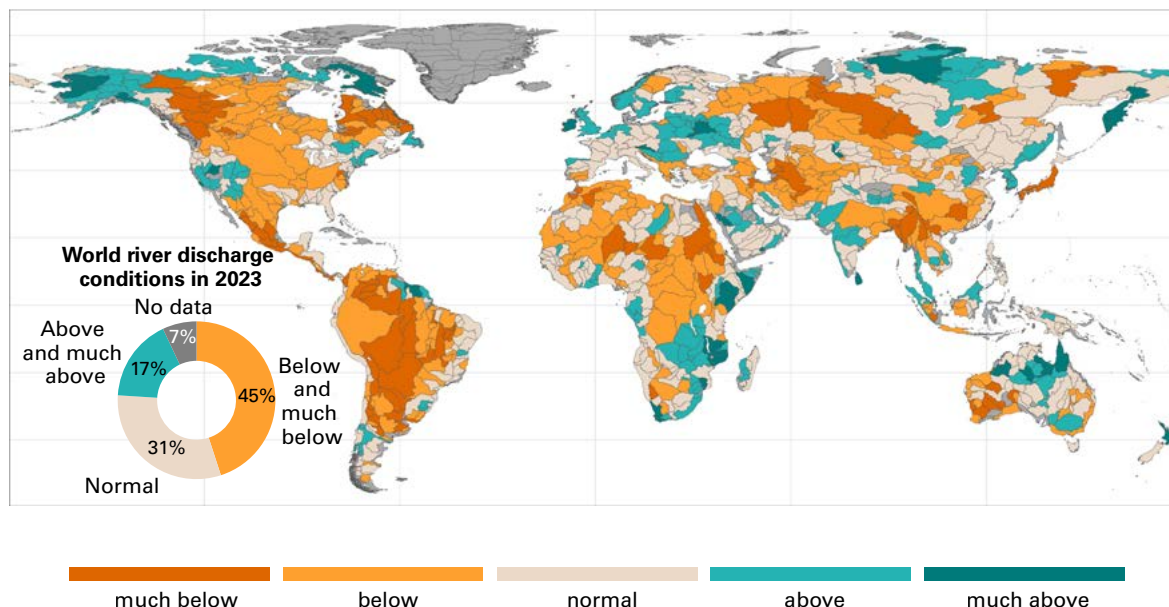 World river discharge
conditions in 2023
No data
7%
Above
and much
above
17%
Below
and
much
below
45%
31%
Normal
much below
below
normal
above
much above